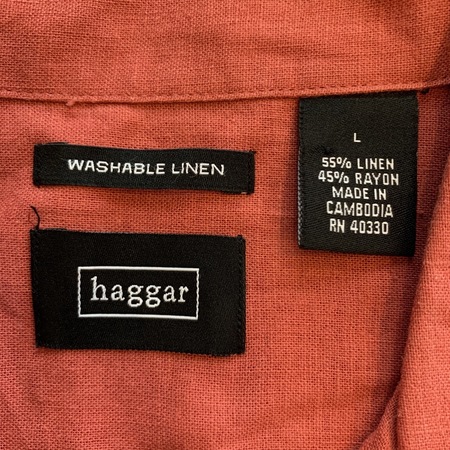 WASHABLE LINEN
haggar
L
55% LINEN
45% RAYON
MADE IN
CAMBODIA
RN 40330